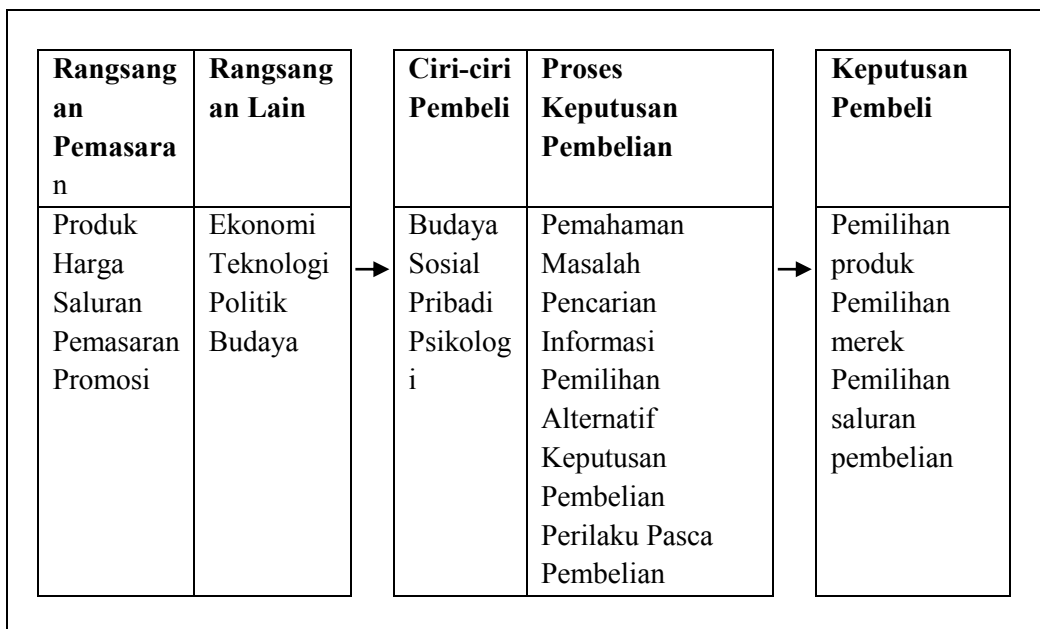 Rangsang
an
Pemasara
n
Rangsang
an Lain
Ciri-ciri
Pembeli
Proses
Keputusan
Pembelian
Keputusan
Pembeli
Produk
Harga
Saluran
Pemasaran
Promosi
Ekonomi
Teknologi
Politik
Budaya
Budaya
Sosial
Pribadi
Psikolog
i
Pemahaman
Masalah
Pencarian
Informasi
Pemilihan
Alternatif
Keputusan
Pembelian
Perilaku Pasca
Pembelian
Pemilihan
produk
Pemilihan
merek
Pemilihan
saluran
pembelian